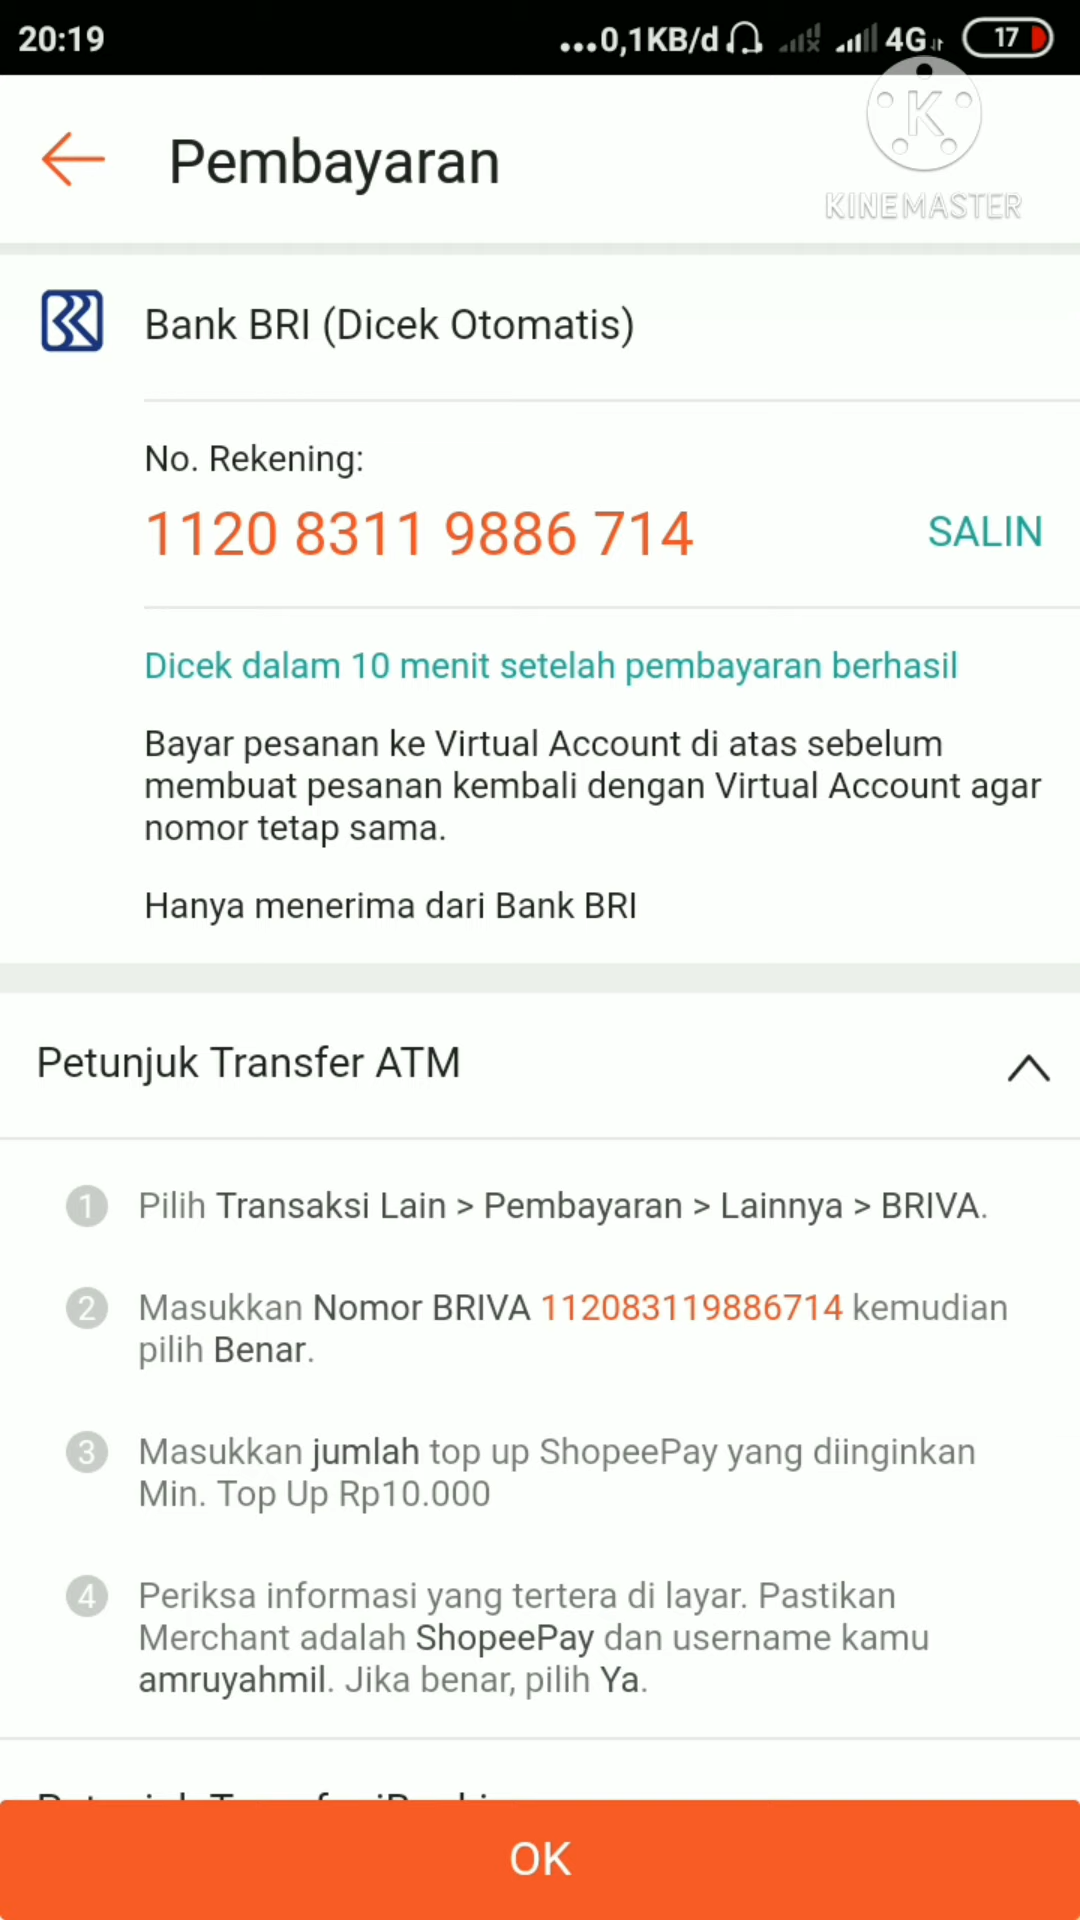 20:19
...0,1KB/d
4G
17
Pembayaran
K
KINEMASTER
Bank BRI (Dicek Otomatis)
No. Rekening:
1120 8311 9886 714
SALIN
Dicek dalam 10 menit setelah pembayaran berhasil
Bayar pesanan ke Virtual Account di atas sebelum
membuat pesanan kembali dengan Virtual Account agar
nomor tetap sama.
Hanya menerima dari Bank BRI
Petunjuk Transfer ATM
1 Pilih Transaksi Lain > Pembayaran > Lainnya > BRIVA.
2 Masukkan Nomor BRIVA 112083119886714 kemudian
pilih Benar.
3 Masukkan jumlah top up ShopeePay yang diinginkan
Min. Top Up Rp10.000
4 Periksa informasi yang tertera di layar. Pastikan
Merchant adalah ShopeePay dan username kamu
amruyahmil. Jika benar, pilih Ya.
OK